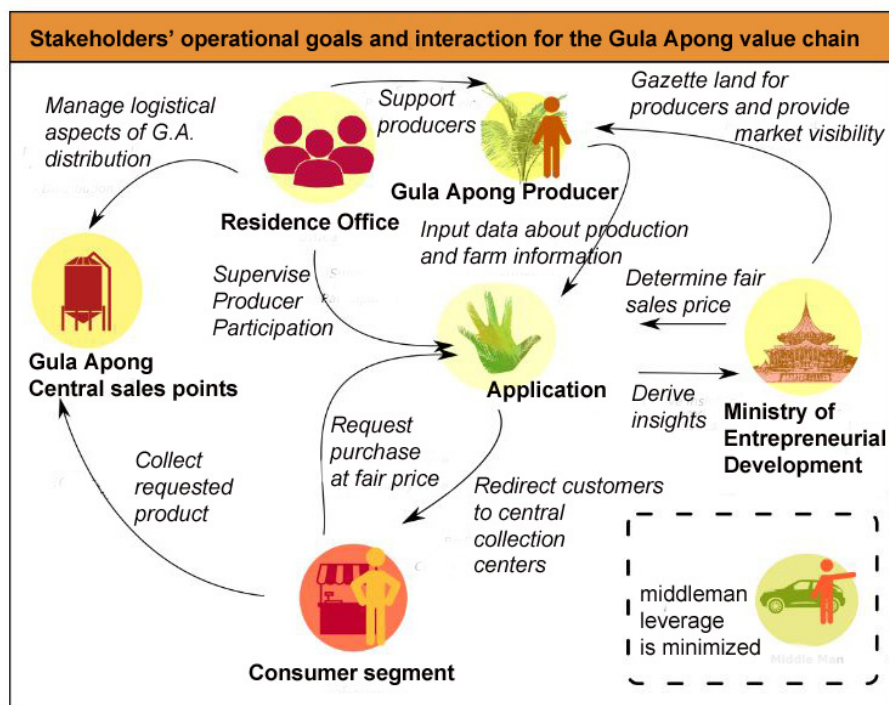 Stakeholders' operational goals and interaction for the Gula Apong value chain
Manage logistical
aspects of G.A.
distribution
Support
producers
Gazette land for
producers and provide
market visibility
Residence Office
Gula Apong Producer
Input data about production
and farm information
Supervise
Producer
Participation
Determine fair
sales price
Gula Apong
Central sales points
Application
Derive
insights
Ministry of
Entrepreneurial
Development
Request
purchase
at fair price
Collect
requested
product
Redirect customers
to central
collection
centers
Consumer segment
middleman
leverage
is minimized
Middle Man